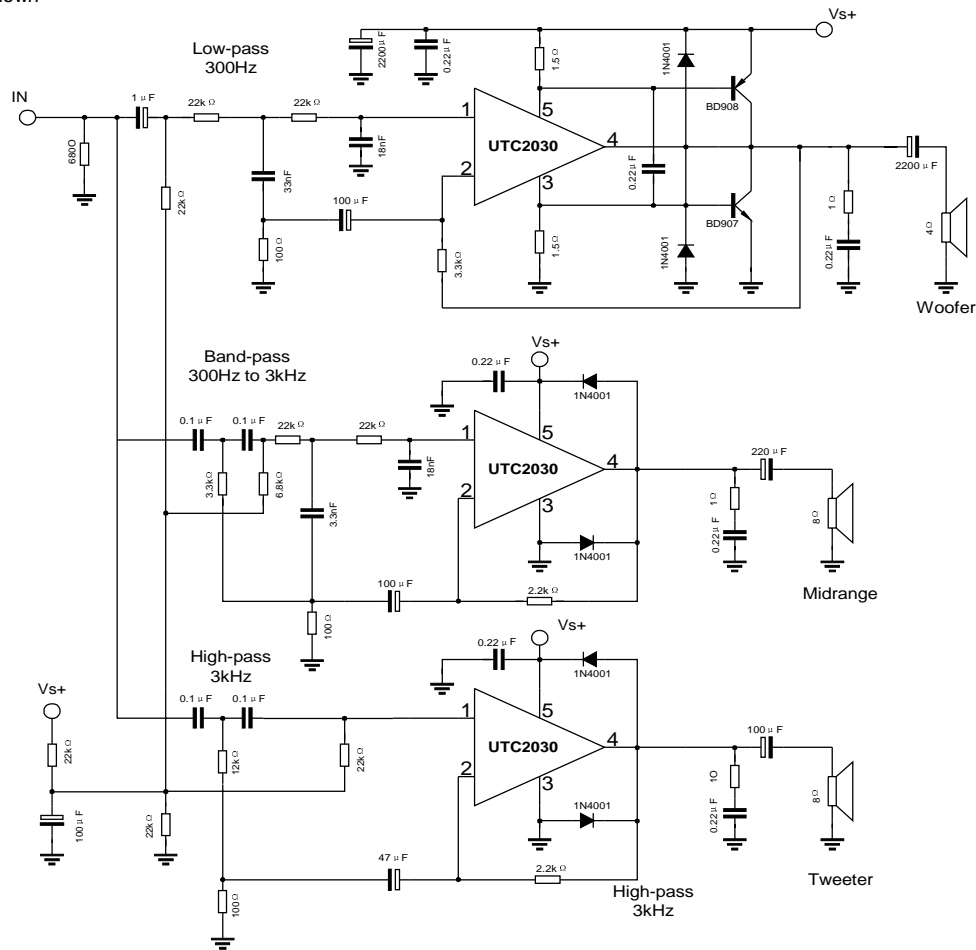 own
Vs+
Low-pass
300Hz
2200μF
0.22μF
1.5Ω
1N4001
BD908
IN
1μF
22kΩ
22kΩ
680Ω
18nF
1
5
UTC2030
4
2
3
0.22μF
2200μF
33nF
22kΩ
100μF
100Ω
3.3kΩ
1.5Ω
1N4001
BD907
1Ω
0.22μF
4Ω
Woofer
Band-pass
300Hz to 3kHz
Vs+
0.22μF
1N4001
0.1μF
0.1μF
22kΩ
22kΩ
1
5
UTC2030
4
2
3
18nF
3.3kΩ
6.8kΩ
3.3nF
220μF
1Ω
0.22μF
8Ω
1N4001
100μF
2.2kΩ
100Ω
Midrange
High-pass
3kHz
Vs+
0.22μF
1N4001
Vs+
0.1μF
0.1μF
1
5
UTC2030
4
2
3
22kΩ
12kΩ
22kΩ
100μF
1Ω
0.22μF
8Ω
100μF
22kΩ
1N4001
47μF
2.2kΩ
100Ω
High-pass
3kHz
Tweeter